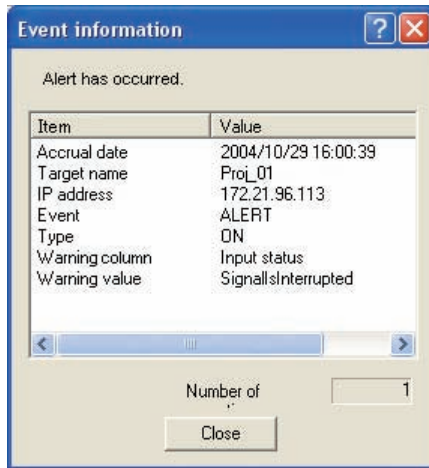 Event information
Alert has occurred.
Item Value
Accrual date 2004/10/29 16:00:39
Target name Proj_01
IP address 172.21.96.113
Event ALERT
Type ON
Warning column Input status
Warning value SignalIsInterrupted
Number of 1
Close